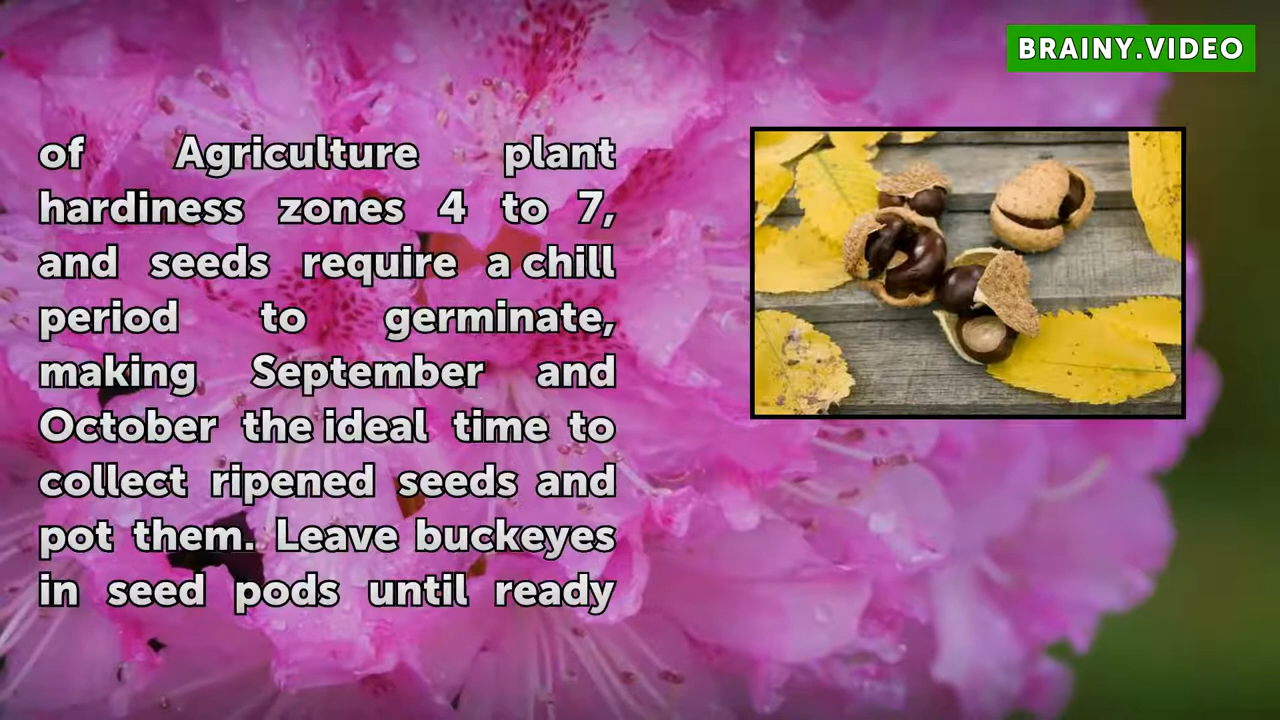 BRAINY.VIDEO
of Agriculture plant
hardiness zones 4 to 7,
and seeds require a chill
period to germinate,
making September and
October the ideal time to
collect ripened seeds and
pot them. Leave buckeyes
in seed pods until ready